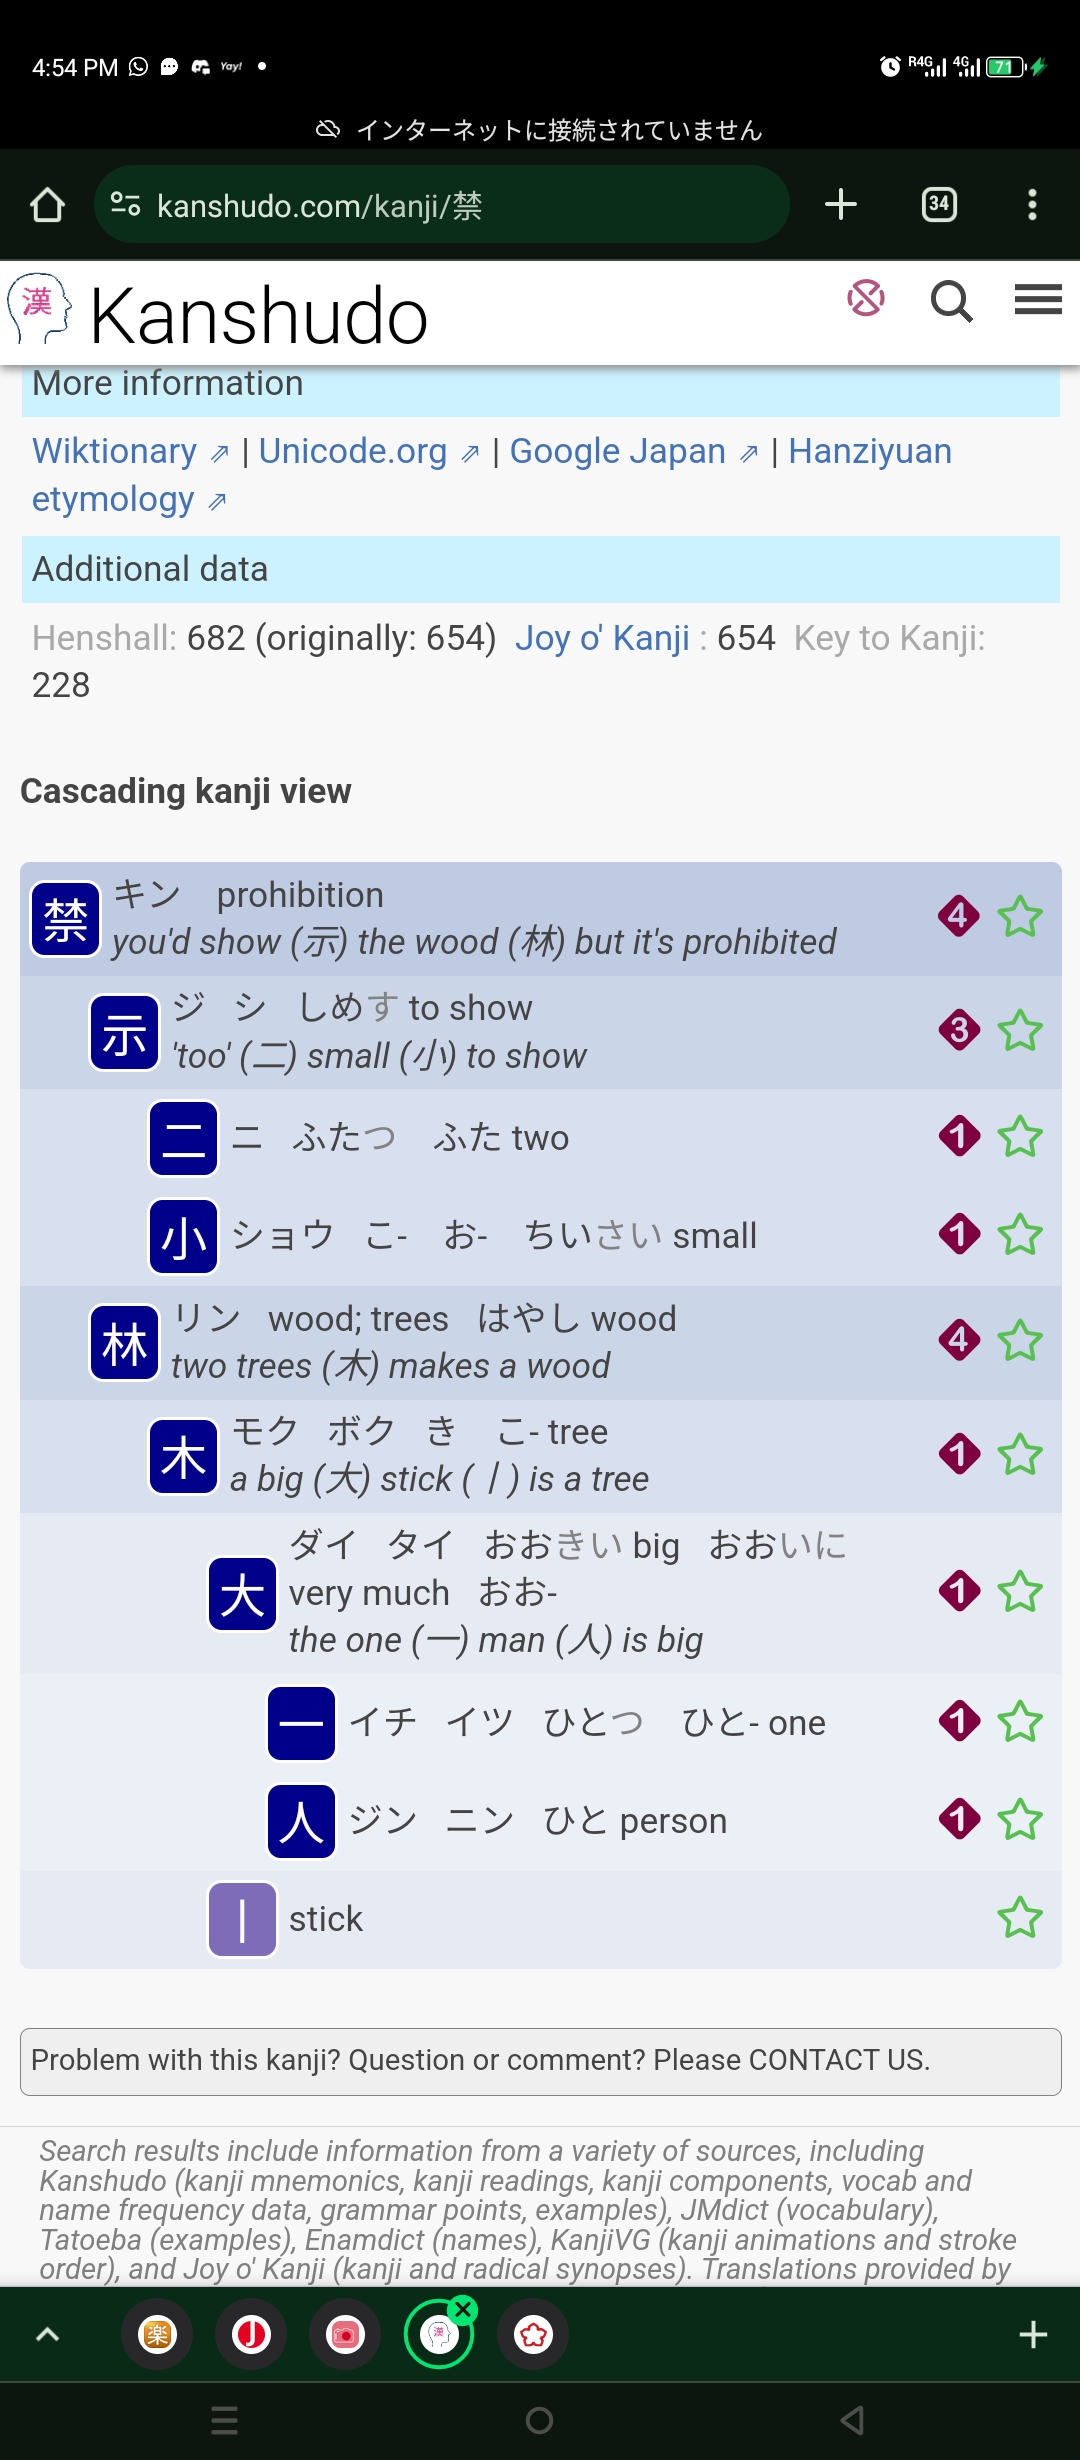 4:54 PM Yay! R4G 4G 71
インターネットに接続されていません
kanshudo.com/kanji/禁 34
漢 Kanshudo
More information
Wiktionary ⇗ | Unicode.org ⇗ | Google Japan ⇗ | Hanziyuan
etymology ⇗
Additional data
Henshall: 682 (originally: 654) Joy o' Kanji : 654 Key to Kanji:
228
Cascading kanji view
禁 キン prohibition 4
you'd show (示) the wood (林) but it's prohibited
示 ジ シ しめす to show 3
'too' (二) small (小) to show
二 ニ ふたつ ふた two 1
小 ショウ こ- お- ちいさい small 1
林 リン wood; trees はやし wood 4
two trees (木) makes a wood
木 モク ボク き こ- tree 1
a big (大) stick (丨) is a tree
ダイ タイ おおきい big おおいに
大 very much おお- 1
the one (一) man (人) is big
一 イチ イツ ひとつ ひと- one 1
人 ジン ニン ひと person 1
丨 stick
Problem with this kanji? Question or comment? Please CONTACT US.
Search results include information from a variety of sources, including
Kanshudo (kanji mnemonics, kanji readings, kanji components, vocab and
name frequency data, grammar points, examples), JMdict (vocabulary),
Tatoeba (examples), Enamdict (names), KanjiVG (kanji animations and stroke
order), and Joy o' Kanji (kanji and radical synopses). Translations provided by
楽 J 漢